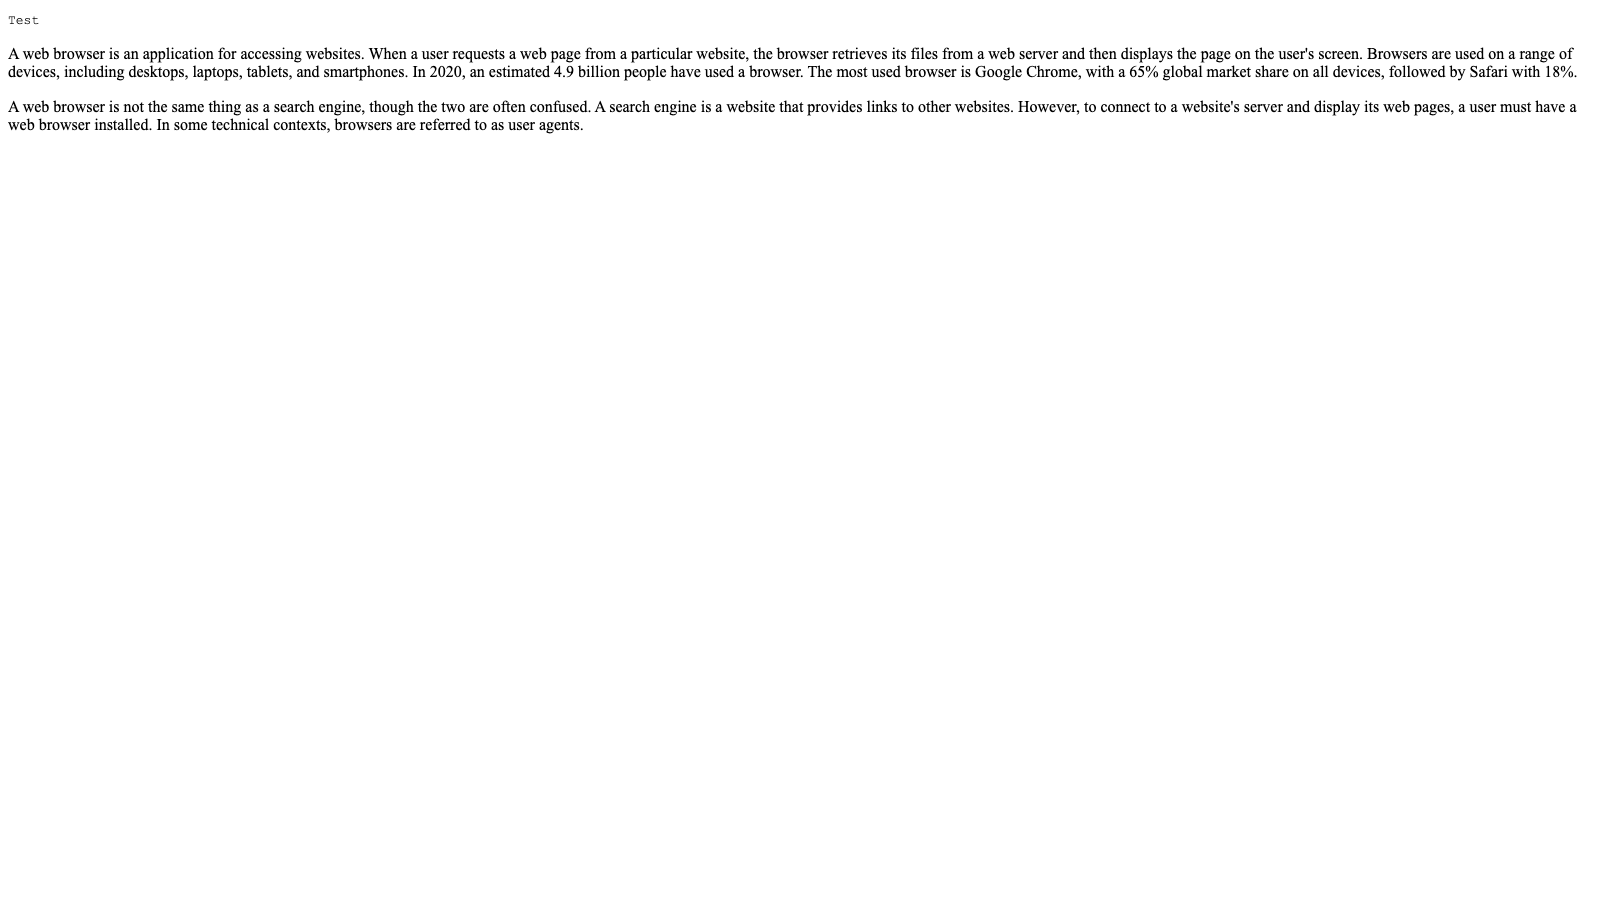 Test
A web browser is an application for accessing websites. When a user requests a web page from a particular website, the browser retrieves its files from a web server and then displays the page on the user's screen. Browsers are used on a range of
devices, including desktops, laptops, tablets, and smartphones. In 2020, an estimated 4.9 billion people have used a browser. The most used browser is Google Chrome, with a 65% global market share on all devices, followed by Safari with 18%.
A web browser is not the same thing as a search engine, though the two are often confused. A search engine is a website that provides links to other websites. However, to connect to a website's server and display its web pages, a user must have a
web browser installed. In some technical contexts, browsers are referred to as user agents.